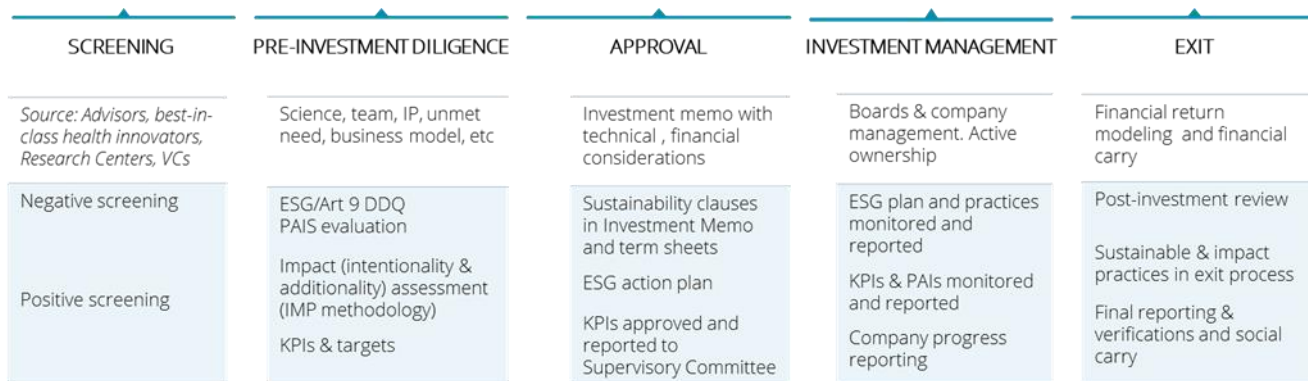 SCREENING
PRE-INVESTMENT DILIGENCE
APPROVAL
INVESTMENT MANAGEMENT
EXIT
Source: Advisors, best-in-
class health innovators,
Research Centers, VCs
Science, team, IP, unmet
need, business model, etc
Investment memo with
technical , financial
considerations
Boards & company
management. Active
ownership
Financial return
modeling and financial
carry
Negative screening
Positive screening
ESG/Art 9 DDQ
PAIS evaluation
Impact (intentionality &
additionality) assessment
(IMP methodology)
KPIs & targets
Sustainability clauses
in Investment Memo
and term sheets
ESG action plan
KPIs approved and
reported to
Supervisory Committee
ESG plan and practices
monitored and
reported
KPIs & PAIs monitored
and reported
Company progress
reporting
Post-investment review
Sustainable & impact
practices in exit process
Final reporting &
verifications and social
carry